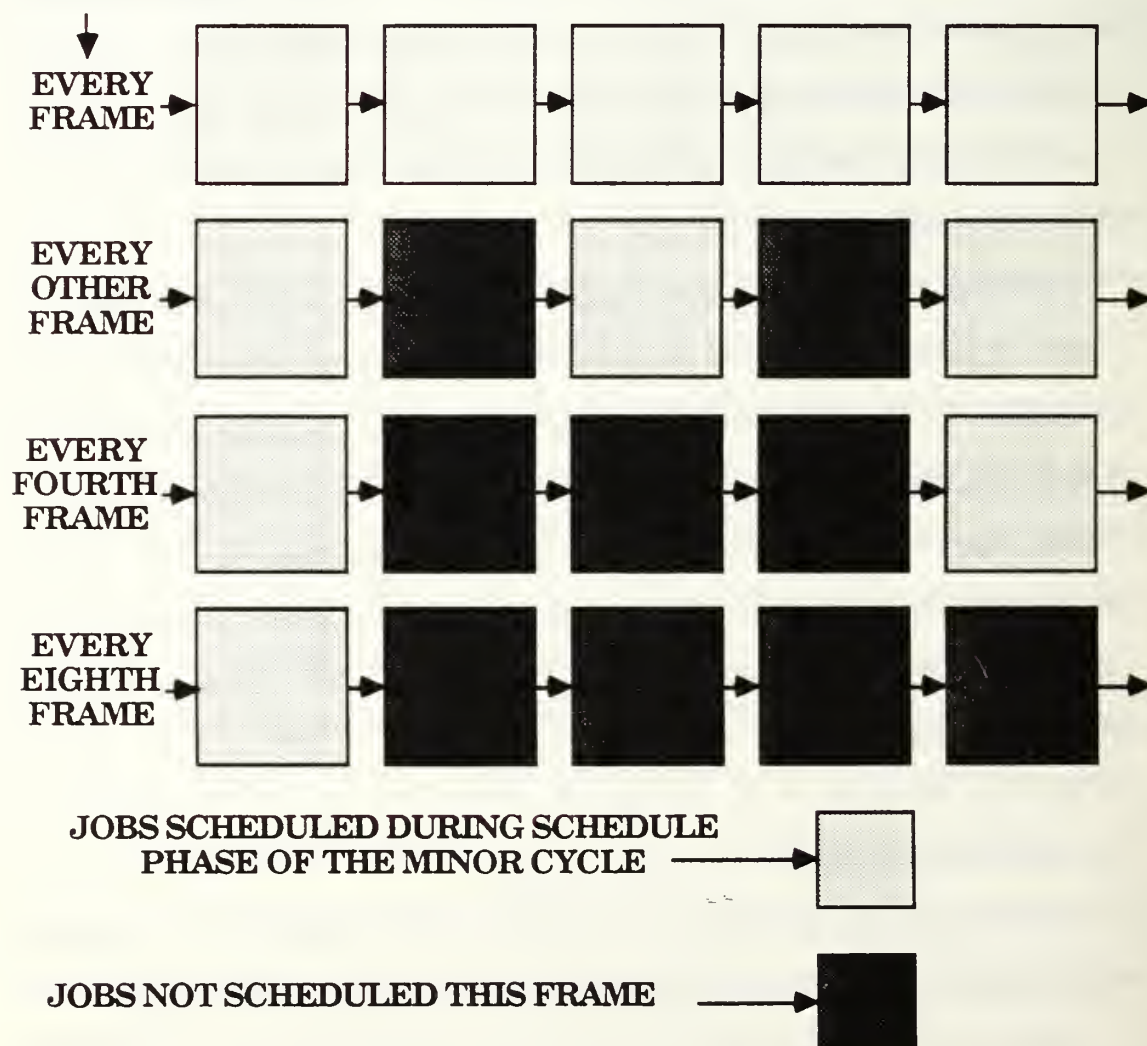 EVERY
FRAME
EVERY
OTHER
FRAME
EVERY
FOURTH
FRAME
EVERY
EIGHTH
FRAME
JOBS SCHEDULED DURING SCHEDULE
PHASE OF THE MINOR CYCLE
JOBS NOT SCHEDULED THIS FRAME